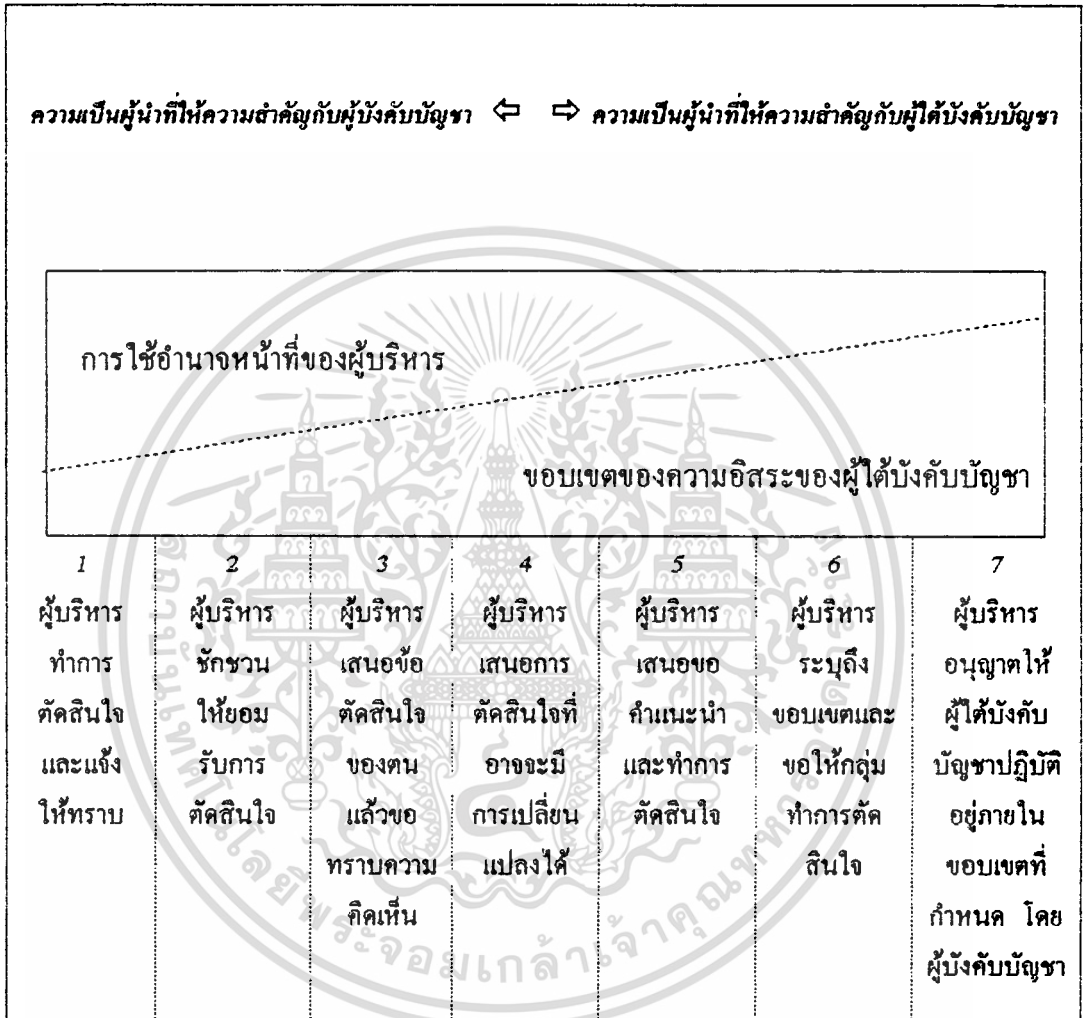 ความเป็นผู้นำที่ให้ความสำคัญกับผู้บังคับบัญชา ⇦ ⇨ ความเป็นผู้นำที่ให้ความสำคัญกับผู้ใต้บังคับบัญชา
การใช้อำนาจหน้าที่ของผู้บริหาร
ขอบเขตของความอิสระของผู้ใต้บังคับบัญชา
1
ผู้บริหาร
ทำการ
ตัดสินใจ
และแจ้ง
ให้ทราบ
2
ผู้บริหาร
ชักชวน
ให้ยอม
รับการ
ตัดสินใจ
3
ผู้บริหาร
เสนอข้อ
ตัดสินใจ
ของตน
แล้วขอ
ทราบความ
คิดเห็น
4
ผู้บริหาร
เสนอการ
ตัดสินใจที่
อาจจะมี
การเปลี่ยน
แปลงได้
5
ผู้บริหาร
เสนอขอ
คำแนะนำ
และทำการ
ตัดสินใจ
6
ผู้บริหาร
ระบุถึง
ขอบเขตและ
ขอให้กลุ่ม
ทำการตัด
สินใจ
7
ผู้บริหาร
อนุญาตให้
ผู้ใต้บังคับ
บัญชาปฏิบัติ
อยู่ภายใน
ขอบเขตที่
กำหนด โดย
ผู้บังคับบัญชา